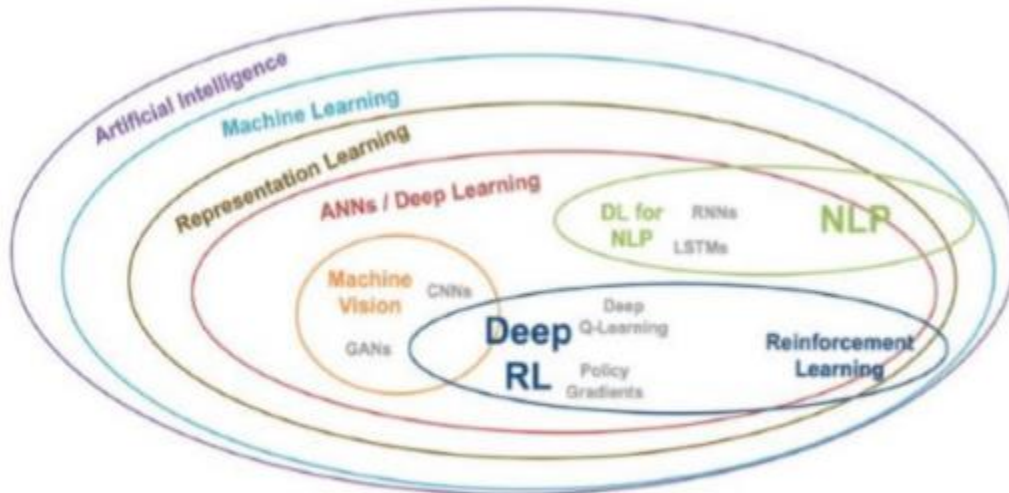 Artificial Intelligence
Machine Learning
Representation Learning
ANNs / Deep Learning
DL for
NLP
RNNs
LSTMs
NLP
Machine
Vision
CNNs
GANs
Deep
RL
Deep
Q-Learning
Policy
Gradients
Reinforcement
Learning